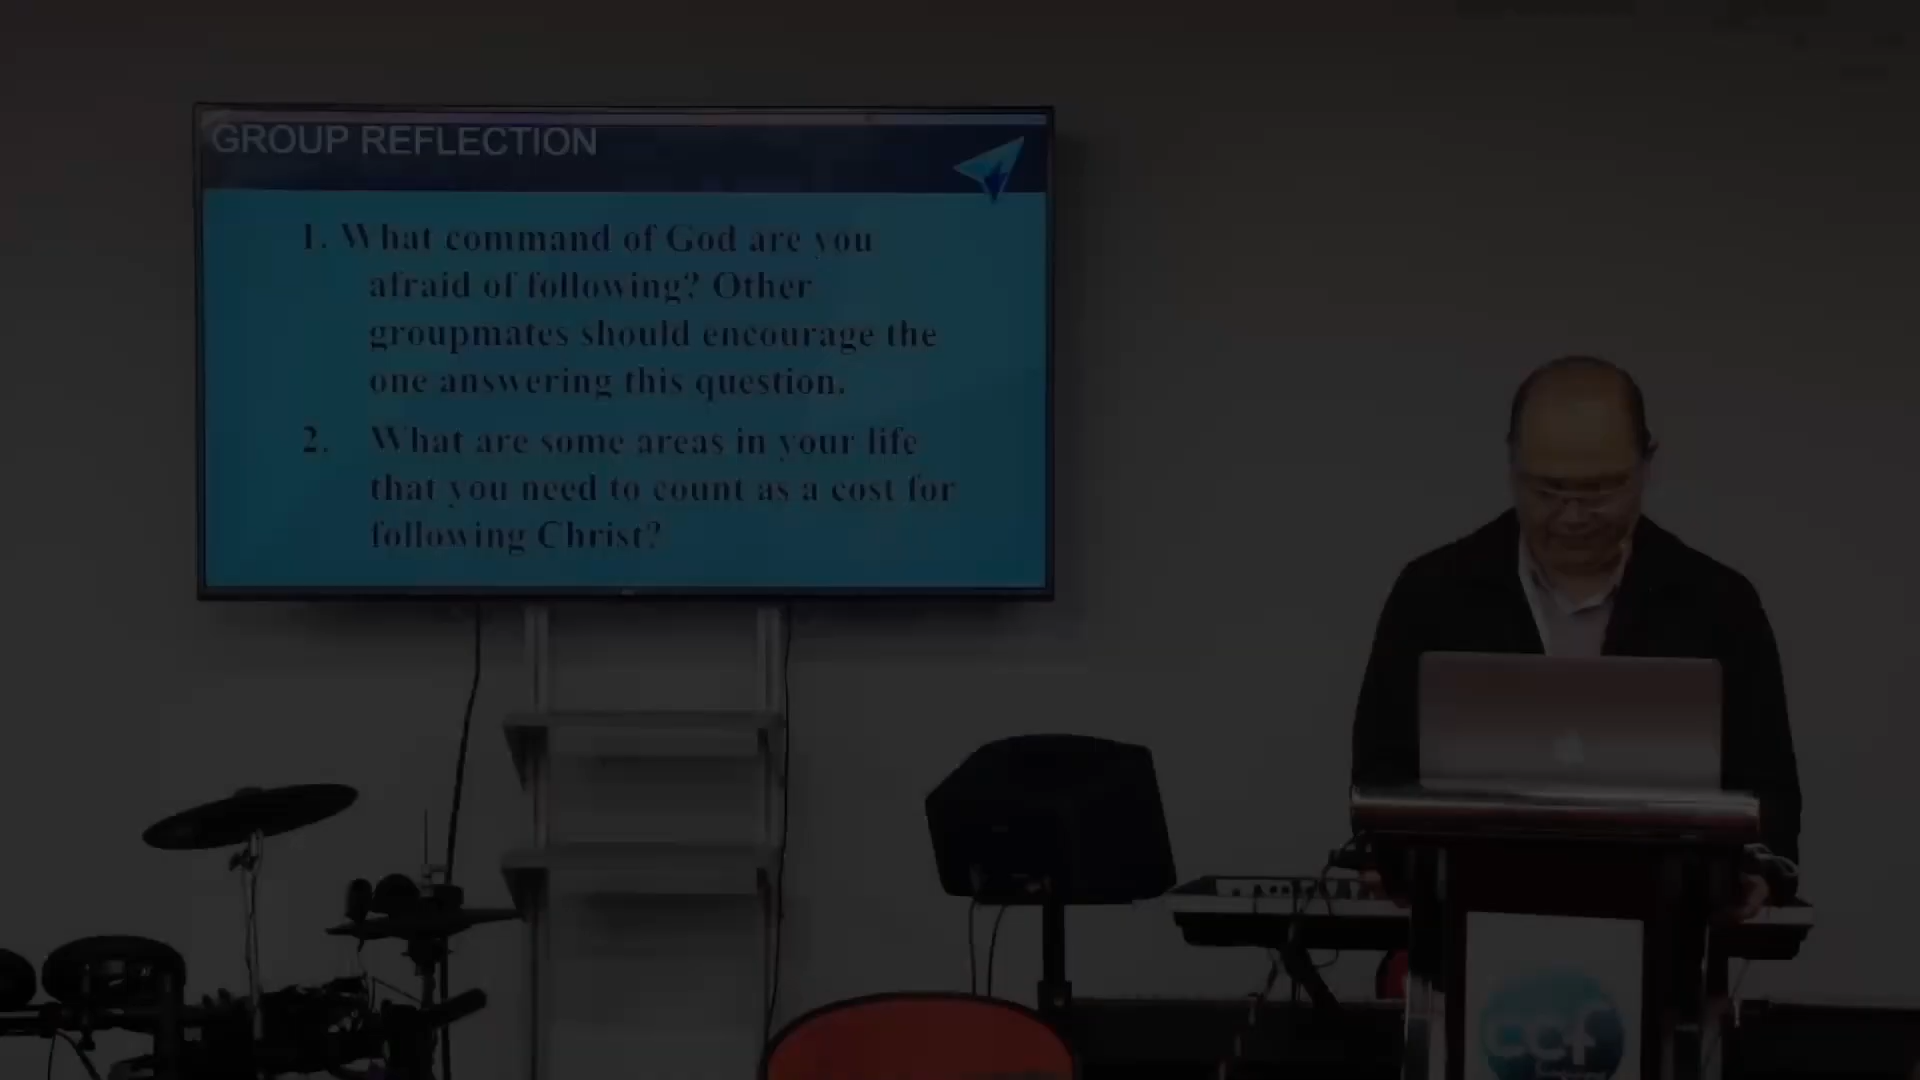 GROUP REFLECTION
1. What command of God are you
afraid of following? Other
groupmates should encourage the
one answering this question.
2. What are some areas in your life
that you need to count as a cost for
following Christ?
ccf